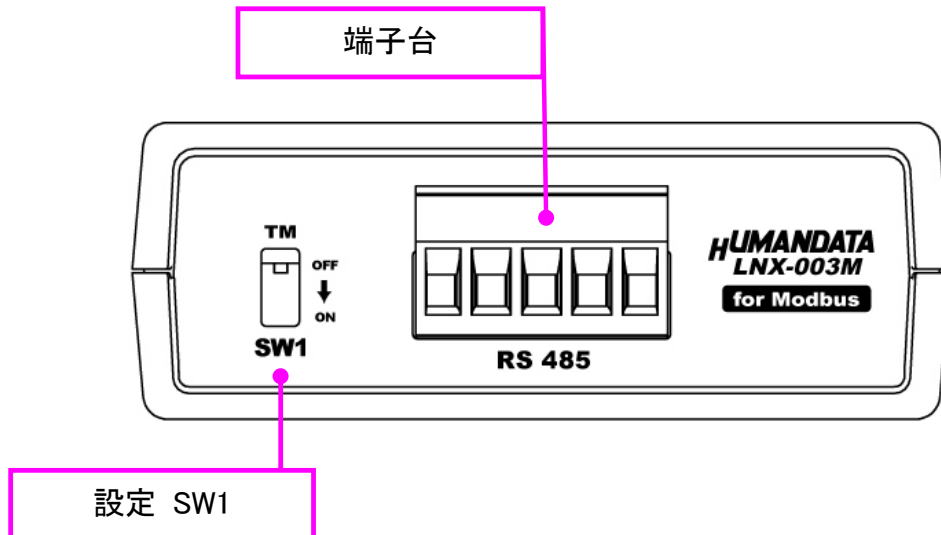 端子台
TM
OFF
ON
SW1
RS 485
HUMANDATA
LNX-003M
for Modbus
設定 SW1